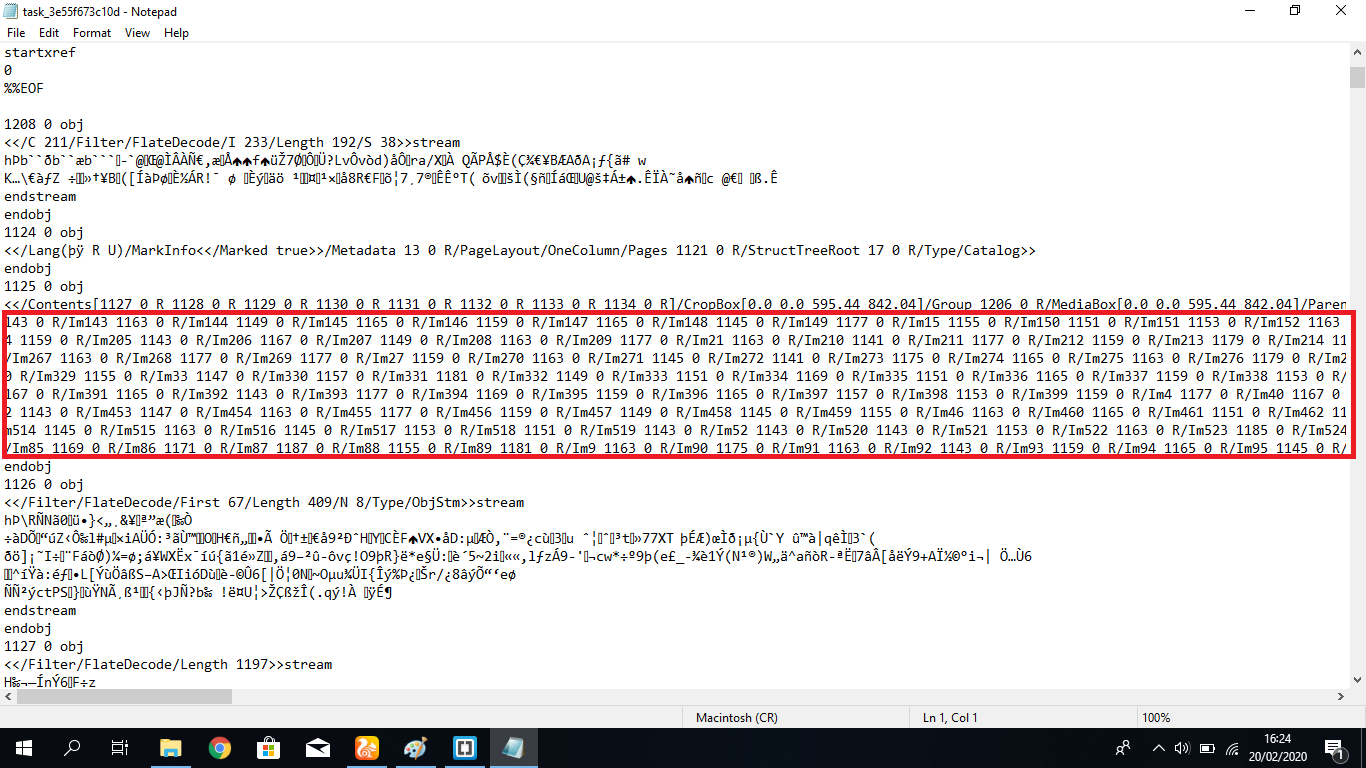 task_3e55f673c10d - Notepad
File Edit Format View Help
startxref
0
%%EOF
1208 0 obj
<</C 211/Filter/FlateDecode/I 233/Length 192/S 38>>stream
endstream
endobj
1124 0 obj
<</Lang(þÿ R U)/MarkInfo<</Marked true>>/Metadata 13 0 R/PageLayout/OneColumn/Pages 1121 0 R/StructTreeRoot 17 0 R/Type/Catalog>>
endobj
1125 0 obj
<</Contents[1127 0 R 1128 0 R 1129 0 R 1130 0 R 1131 0 R 1132 0 R 1133 0 R 1134 0 R]/CropBox[0.0 0.0 595.44 842.04]/Group 1206 0 R/MediaBox[0.0 0.0 595.44 842.04]/Paren
143 0 R/Im143 1163 0 R/Im144 1149 0 R/Im145 1165 0 R/Im146 1159 0 R/Im147 1165 0 R/Im148 1145 0 R/Im149 1177 0 R/Im15 1155 0 R/Im150 1151 0 R/Im151 1153 0 R/Im152 1163
4 1159 0 R/Im205 1143 0 R/Im206 1167 0 R/Im207 1149 0 R/Im208 1163 0 R/Im209 1177 0 R/Im21 1163 0 R/Im210 1141 0 R/Im211 1177 0 R/Im212 1159 0 R/Im213 1179 0 R/Im214 11
/Im267 1163 0 R/Im268 1177 0 R/Im269 1177 0 R/Im27 1159 0 R/Im270 1163 0 R/Im271 1145 0 R/Im272 1141 0 R/Im273 1175 0 R/Im274 1165 0 R/Im275 1163 0 R/Im276 1179 0 R/Im2
0 R/Im329 1155 0 R/Im33 1147 0 R/Im330 1157 0 R/Im331 1181 0 R/Im332 1149 0 R/Im333 1151 0 R/Im334 1169 0 R/Im335 1151 0 R/Im336 1165 0 R/Im337 1159 0 R/Im338 1153 0 R/
167 0 R/Im391 1165 0 R/Im392 1143 0 R/Im393 1177 0 R/Im394 1169 0 R/Im395 1159 0 R/Im396 1165 0 R/Im397 1157 0 R/Im398 1153 0 R/Im399 1159 0 R/Im4 1177 0 R/Im40 1167 0
2 1143 0 R/Im453 1147 0 R/Im454 1163 0 R/Im455 1177 0 R/Im456 1159 0 R/Im457 1149 0 R/Im458 1145 0 R/Im459 1155 0 R/Im46 1163 0 R/Im460 1165 0 R/Im461 1151 0 R/Im462 11
m514 1145 0 R/Im515 1163 0 R/Im516 1145 0 R/Im517 1153 0 R/Im518 1151 0 R/Im519 1143 0 R/Im52 1143 0 R/Im520 1143 0 R/Im521 1153 0 R/Im522 1163 0 R/Im523 1185 0 R/Im524
/Im85 1169 0 R/Im86 1171 0 R/Im87 1187 0 R/Im88 1155 0 R/Im89 1181 0 R/Im9 1163 0 R/Im90 1175 0 R/Im91 1163 0 R/Im92 1143 0 R/Im93 1159 0 R/Im94 1165 0 R/Im95 1145 0 R/
endobj
1126 0 obj
<</Filter/FlateDecode/First 67/Length 409/N 8/Type/ObjStm>>stream
endstream
endobj
1127 0 obj
<</Filter/FlateDecode/Length 1197>>stream
Macintosh (CR) Ln 1, Col 1 100%
16:24
20/02/2020
1